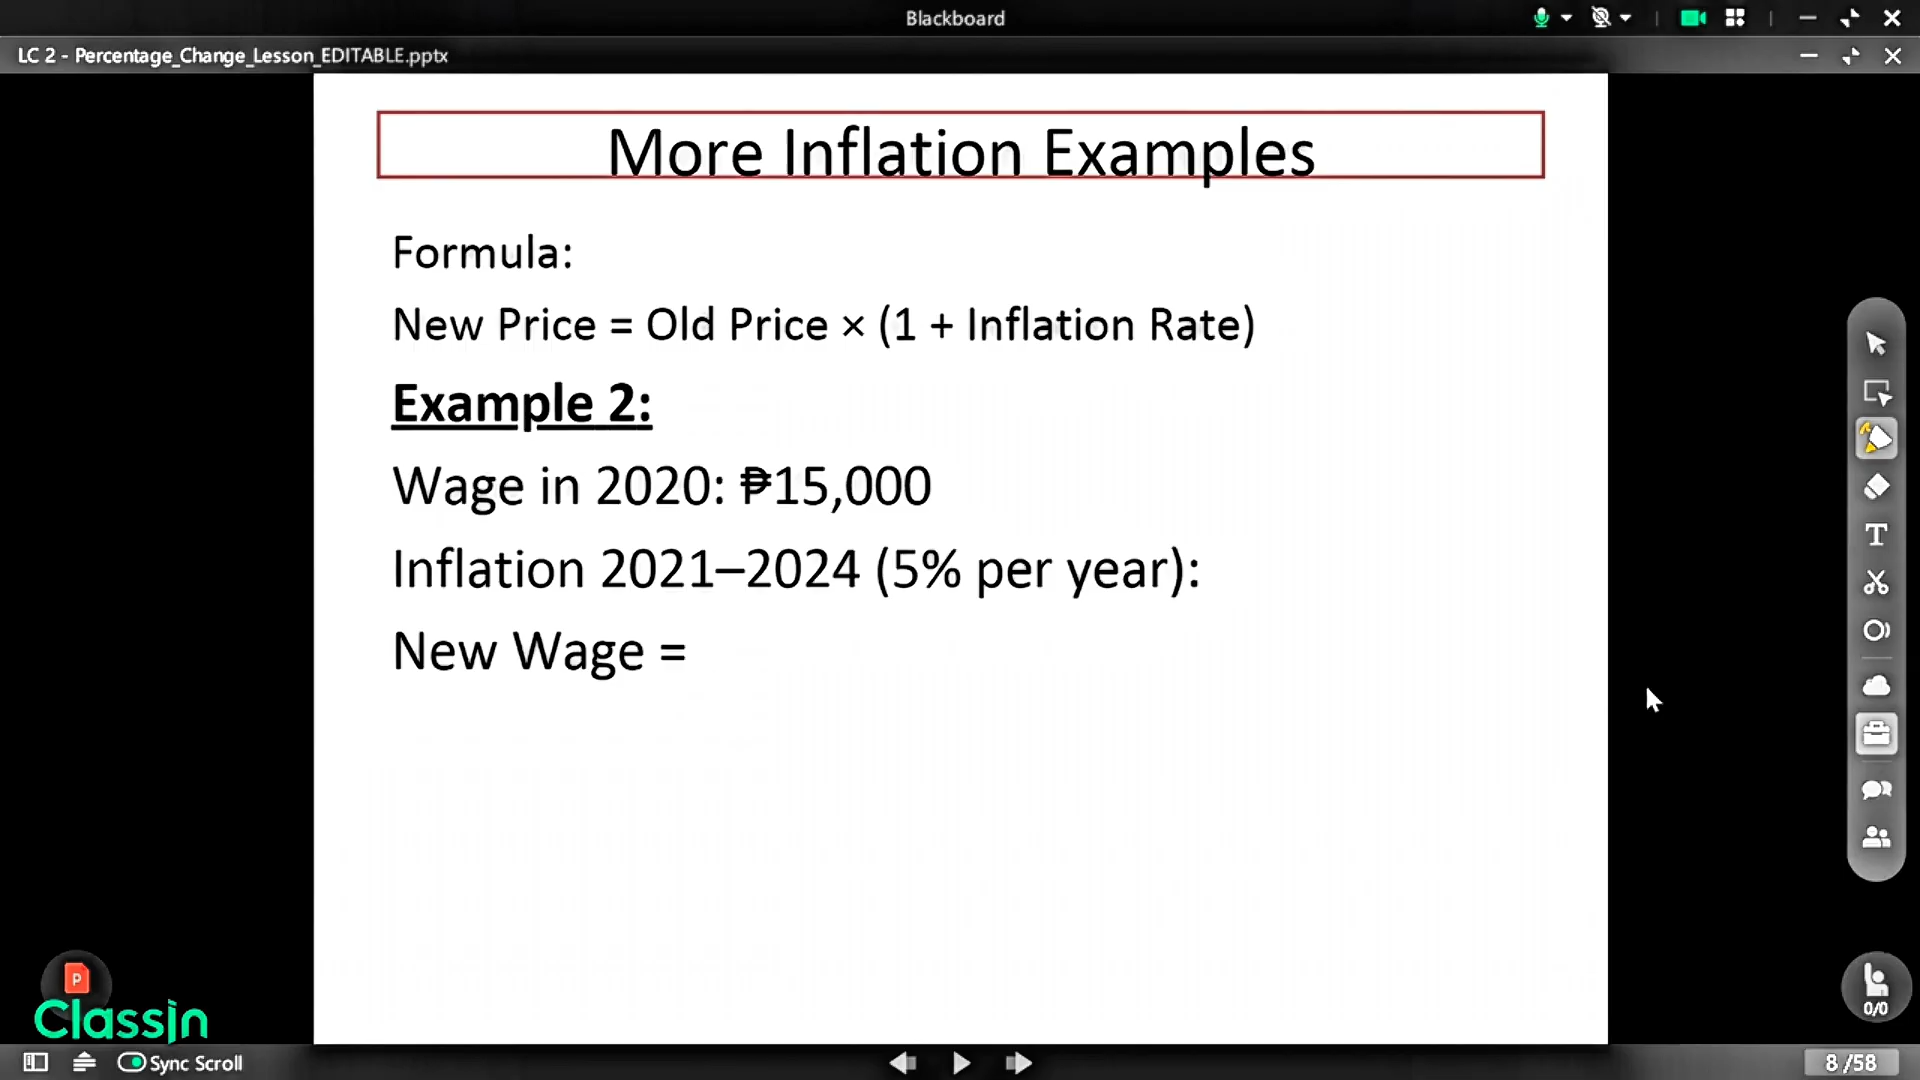 Blackboard
LC 2 - Percentage_Change_Lesson_EDITABLE.pptx
More Inflation Examples
Formula:
New Price = Old Price × (1 + Inflation Rate)
Example 2:
Wage in 2020: ₱15,000
Inflation 2021–2024 (5% per year):
New Wage =
T
P
ClassIn
0/0
Sync Scroll
8/58